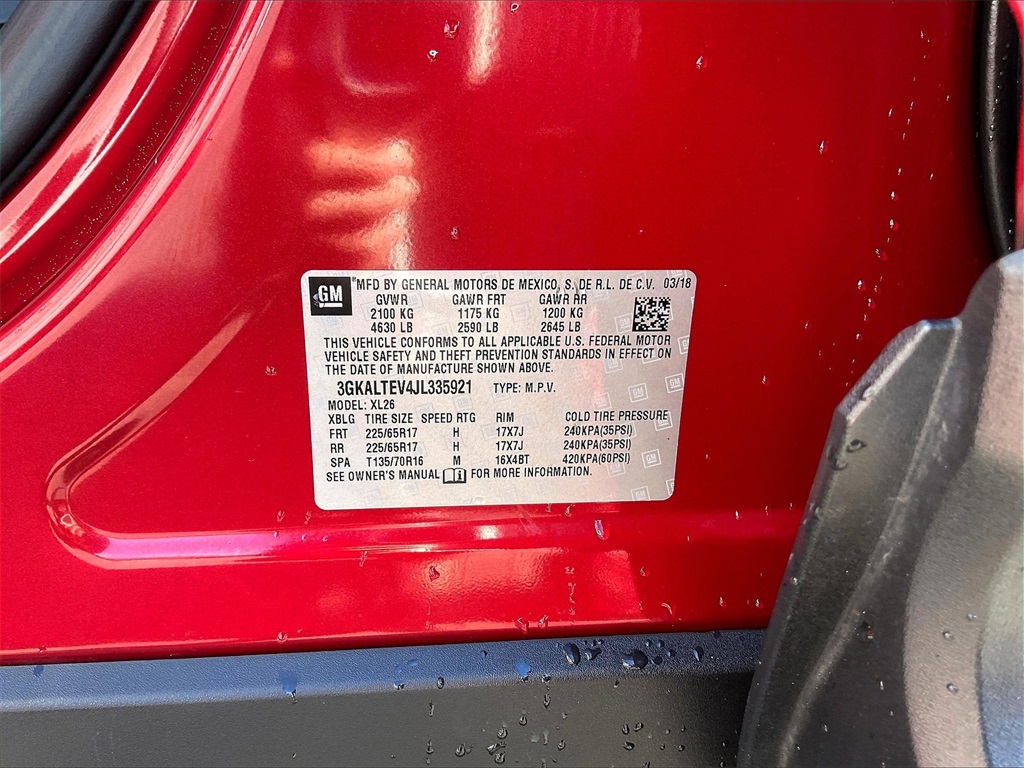 GM
®MFD BY GENERAL MOTORS DE MEXICO, S. DE R.L. DE C.V. 03/18
GVWR GAWR FRT GAWR RR
2100 KG 1175 KG 1200 KG
4630 LB 2590 LB 2645 LB
THIS VEHICLE CONFORMS TO ALL APPLICABLE U.S. FEDERAL MOTOR
VEHICLE SAFETY AND THEFT PREVENTION STANDARDS IN EFFECT ON
THE DATE OF MANUFACTURE SHOWN ABOVE.
3GKALTEV4JL335921 TYPE: M.P.V.
MODEL: XL26
XBLG TIRE SIZE SPEED RTG RIM COLD TIRE PRESSURE
FRT 225/65R17 H 17X7J 240KPA(35PSI)
RR 225/65R17 H 17X7J 240KPA(35PSI)
SPA T135/70R16 M 16X4BT 420KPA(60PSI)
SEE OWNER'S MANUAL FOR MORE INFORMATION.